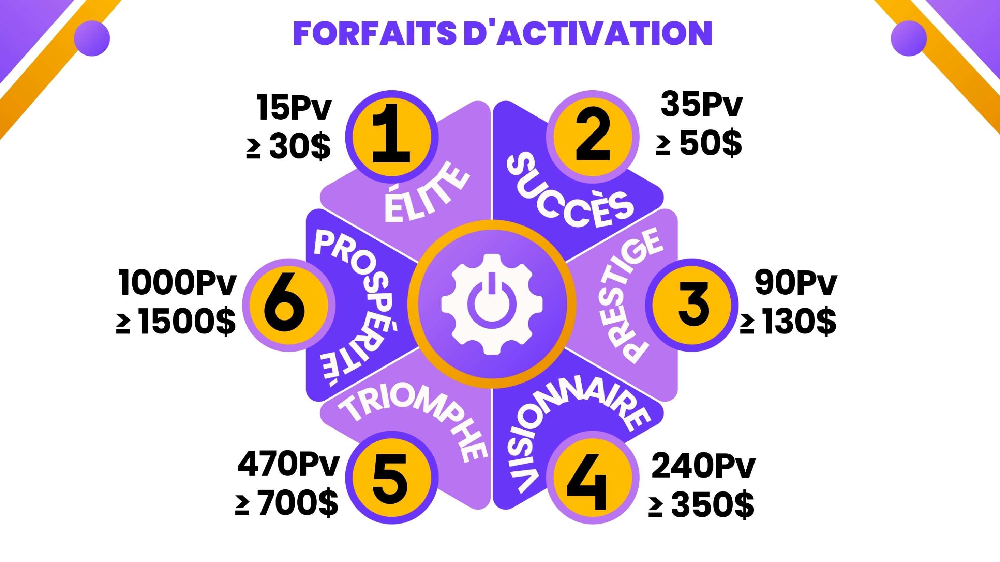 FORFAITS D'ACTIVATION
15Pv
≥ 30$
1
ÉLITE
35Pv
≥ 50$
2
SUCCÈS
90Pv
≥ 130$
3
PRESTIGE
240Pv
≥ 350$
4
VISIONNAIRE
470Pv
≥ 700$
5
TRIOMPHE
1000Pv
≥ 1500$
6
PROSPÉRITÉ